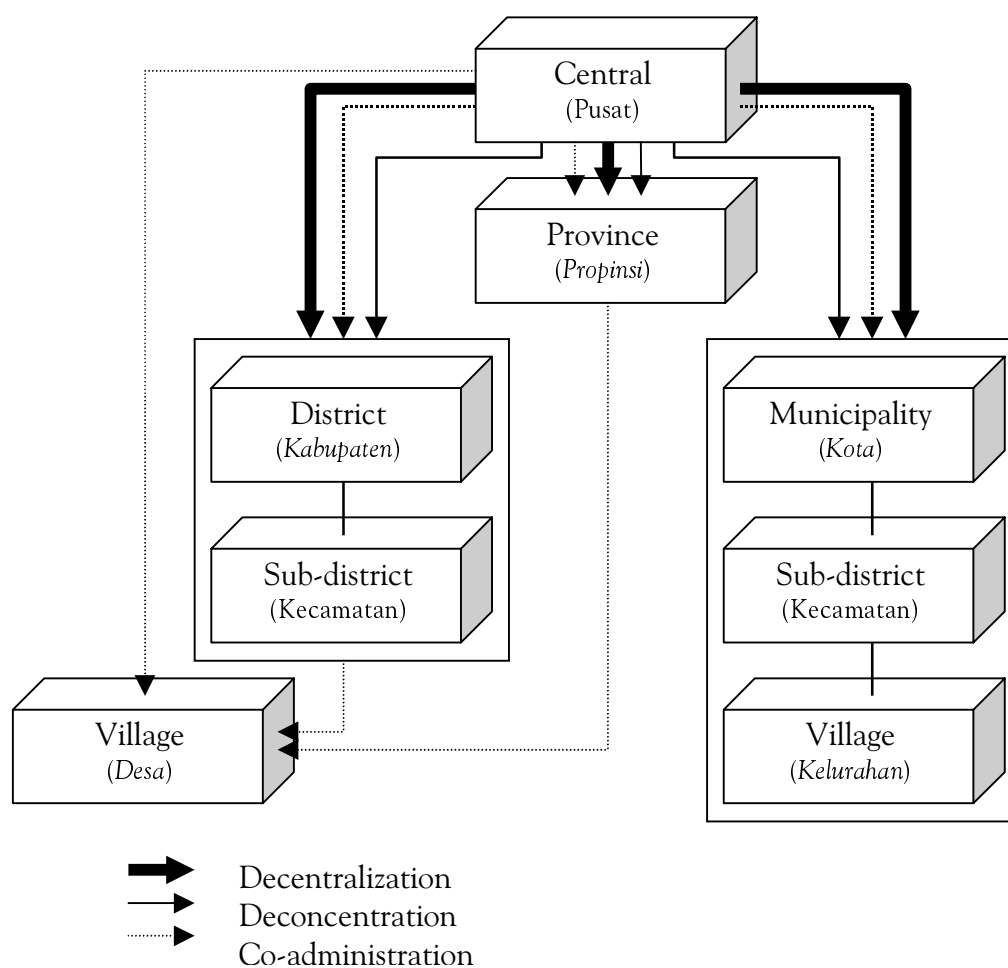 Central
(Pusat)
Province
(Propinsi)
District
(Kabupaten)
Municipality
(Kota)
Sub-district
(Kecamatan)
Sub-district
(Kecamatan)
Village
(Desa)
Village
(Kelurahan)
Decentralization
Deconcentration
Co-administration